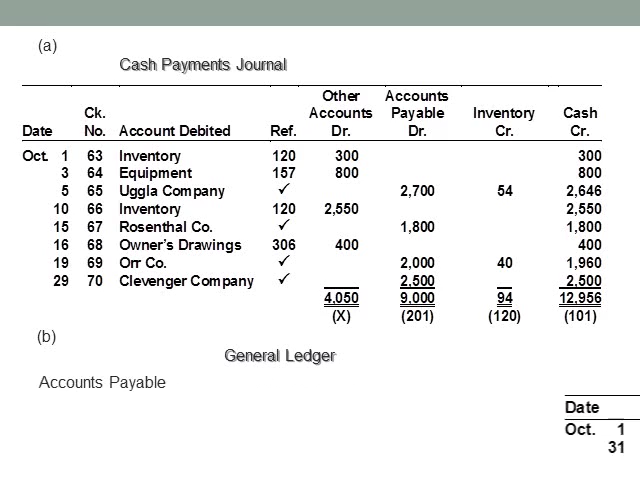 (a)
Cash Payments Journal
Other Accounts
Ck. Accounts Payable Inventory Cash
Date No. Account Debited Ref. Dr. Dr. Cr. Cr.
Oct. 1 63 Inventory 120 300 300
3 64 Equipment 157 800 800
5 65 Uggla Company ✓ 2,700 54 2,646
10 66 Inventory 120 2,550 2,550
15 67 Rosenthal Co. ✓ 1,800 1,800
16 68 Owner’s Drawings 306 400 400
19 69 Orr Co. ✓ 2,000 40 1,960
29 70 Clevenger Company ✓ 2,500 2,500
4,050 9,000 94 12,956
(X) (201) (120) (101)
(b)
General Ledger
Accounts Payable
Date
Oct. 1
31